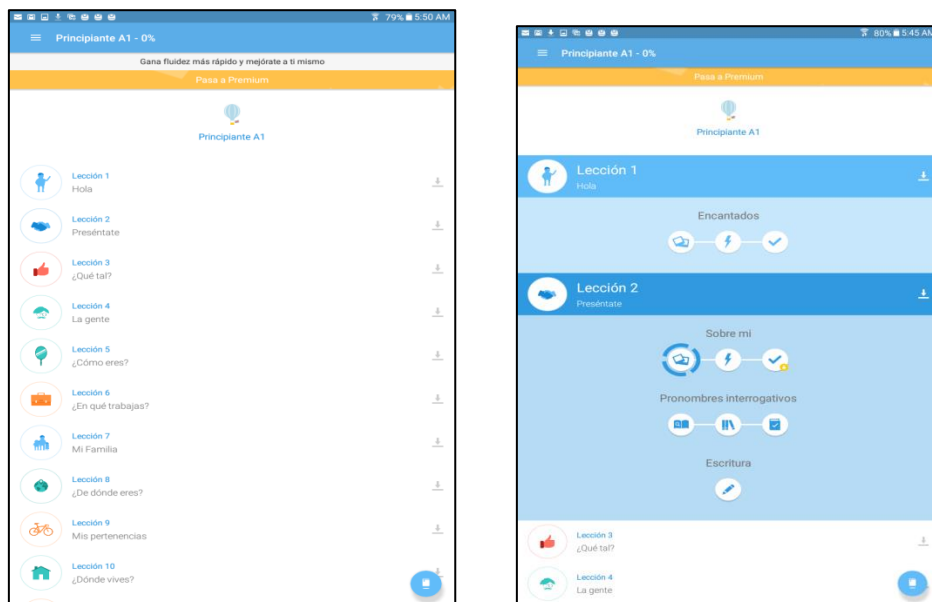 79% 5:50 AM
Principiante A1 - 0%
Gana fluidez más rápido y mejórate a ti mismo
Pasa a Premium
Principiante A1
Lección 1
Hola
Lección 2
Preséntate
Lección 3
¿Qué tal?
Lección 4
La gente
Lección 5
¿Cómo eres?
Lección 6
¿En qué trabajas?
Lección 7
Mi Familia
Lección 8
¿De dónde eres?
Lección 9
Mis pertenencias
Lección 10
¿Dónde vives?
80% 5:45 AM
Principiante A1 - 0%
Pasa a Premium
Principiante A1
Lección 1
Hola
Encantados
Lección 2
Preséntate
Sobre mi
Pronombres interrogativos
Escritura
Lección 3
¿Qué tal?
Lección 4
La gente